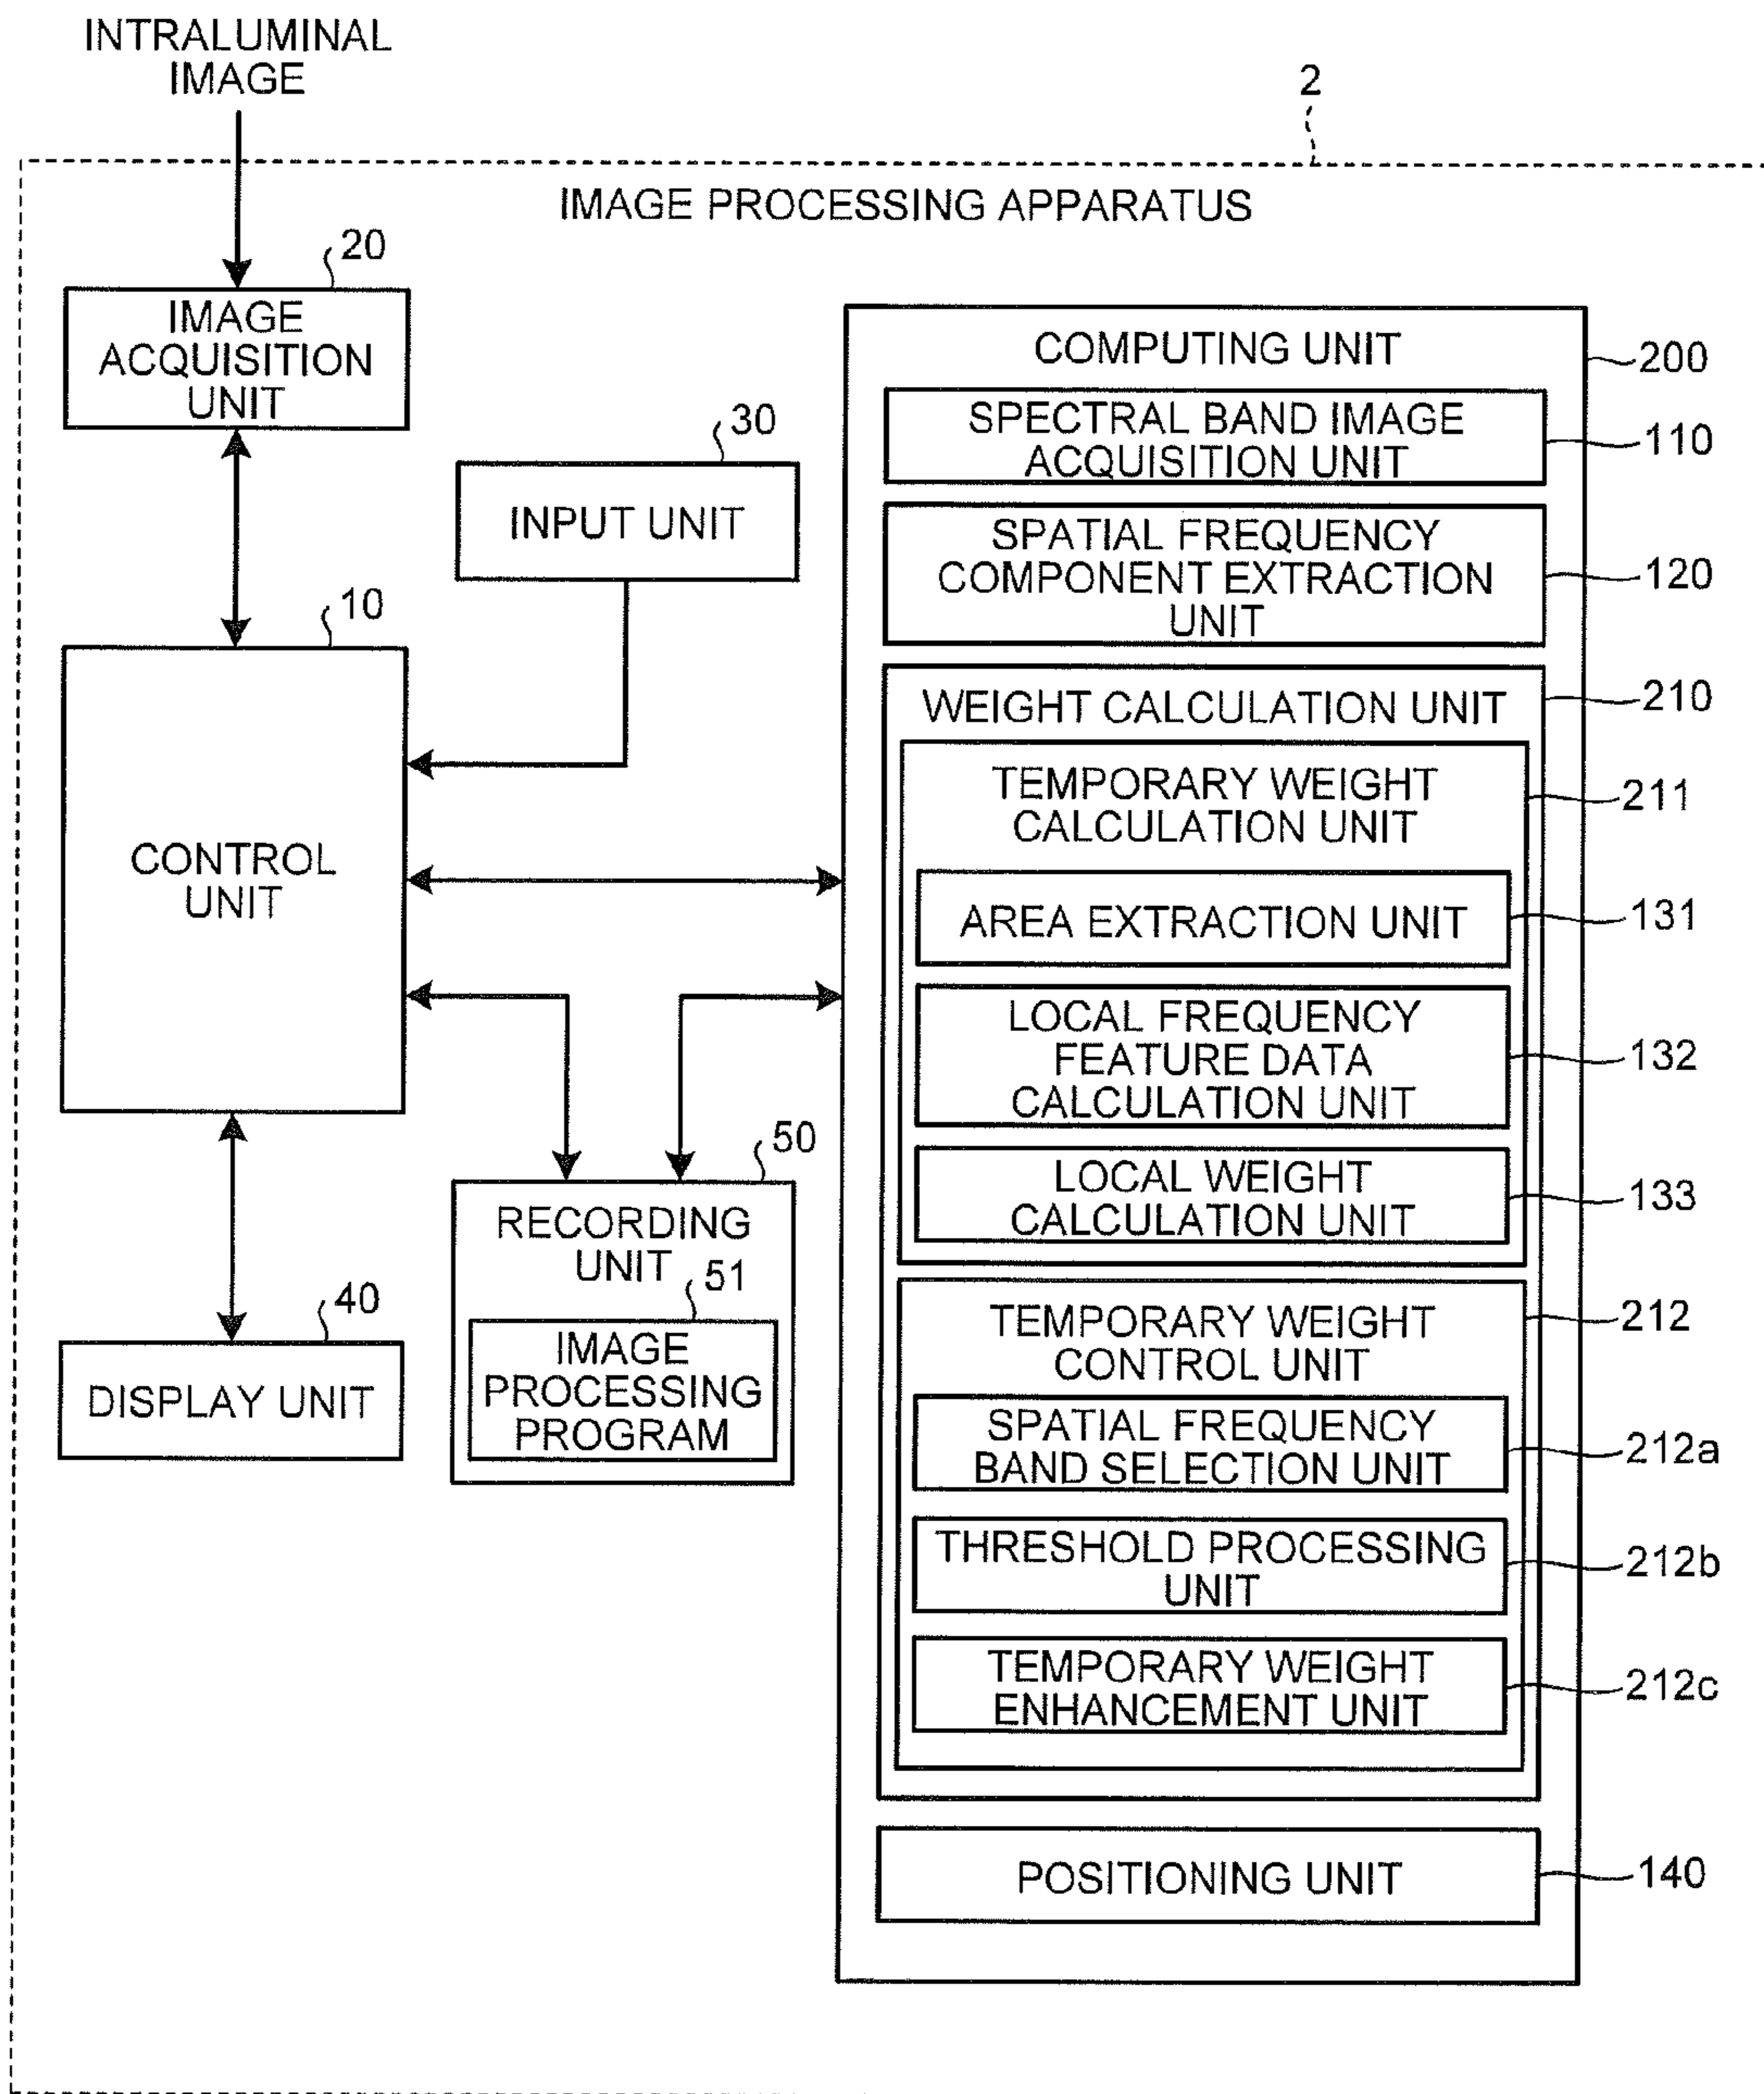 INTRALUMINAL
IMAGE
2
IMAGE PROCESSING APPARATUS
20
IMAGE
ACQUISITION
UNIT
30
INPUT UNIT
10
CONTROL
UNIT
50
RECORDING
UNIT
51
IMAGE
PROCESSING
PROGRAM
40
DISPLAY UNIT
COMPUTING UNIT
200
SPECTRAL BAND IMAGE
ACQUISITION UNIT
110
SPATIAL FREQUENCY
COMPONENT EXTRACTION
UNIT
120
WEIGHT CALCULATION UNIT
210
TEMPORARY WEIGHT
CALCULATION UNIT
211
AREA EXTRACTION UNIT
131
LOCAL FREQUENCY
FEATURE DATA
CALCULATION UNIT
132
LOCAL WEIGHT
CALCULATION UNIT
133
TEMPORARY WEIGHT
CONTROL UNIT
212
SPATIAL FREQUENCY
BAND SELECTION UNIT
212a
THRESHOLD PROCESSING
UNIT
212b
TEMPORARY WEIGHT
ENHANCEMENT UNIT
212c
POSITIONING UNIT
140